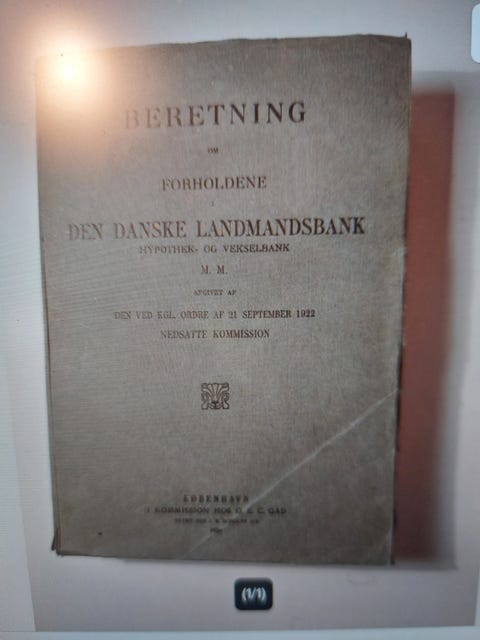 BERETNING
OM
FORHOLDENE
I
DEN DANSKE LANDMANDSBANK
HYPOTHEK- OG VEKSELBANK
M. M.
AFGIVET AF
DEN VED KGL. ORDRE AF 21 SEPTEMBER 1922
NEDSATTE KOMMISSION
KØBENHAVN
I KOMMISSION HOS G. E. C. GAD
(1/1)